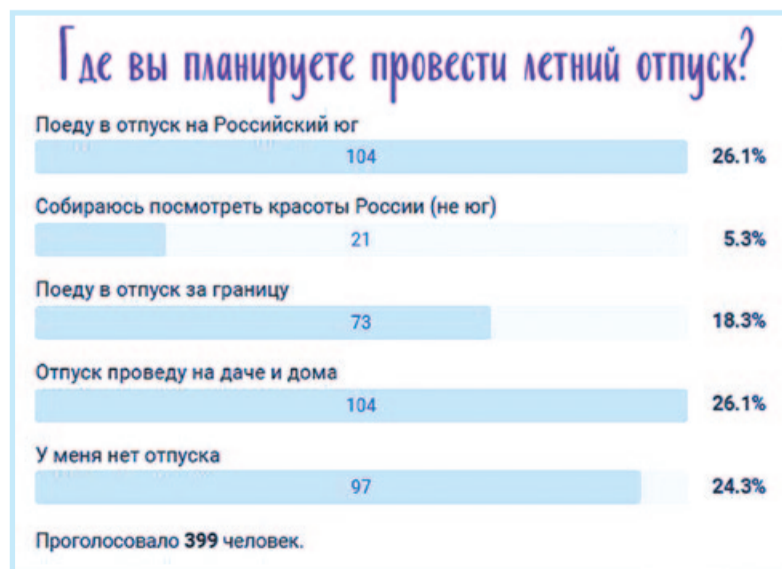 Где вы планируете провести летний отпуск?
Поеду в отпуск на Российский юг
104 26.1%
Собираюсь посмотреть красоты России (не юг)
21 5.3%
Поеду в отпуск за границу
73 18.3%
Отпуск проведу на даче и дома
104 26.1%
У меня нет отпуска
97 24.3%
Проголосовало 399 человек.